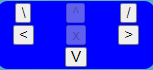 \ ^ /
< x >
V